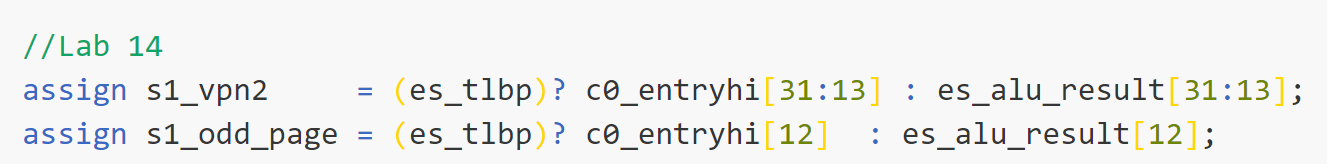 //Lab 14
assign s1_vpn2     = (es_tlbp)? c0_entryhi[31:13] : es_alu_result[31:13];
assign s1_odd_page = (es_tlbp)? c0_entryhi[12]  : es_alu_result[12];